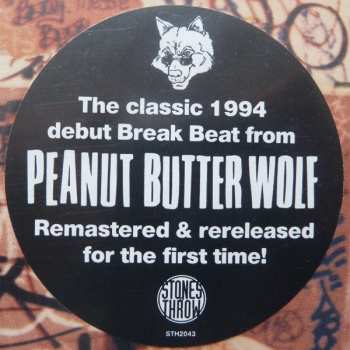 The classic 1994
debut Break Beat from
PEANUT BUTTER WOLF
Remastered & rereleased
for the first time!
STONES
THROW
STH2043